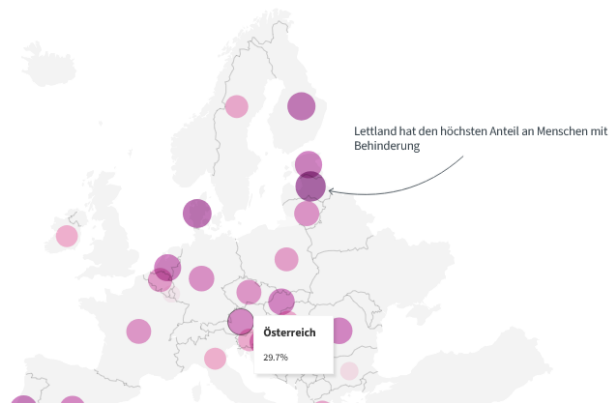 Lettland hat den höchsten Anteil an Menschen mit
Behinderung
Österreich
29.7%